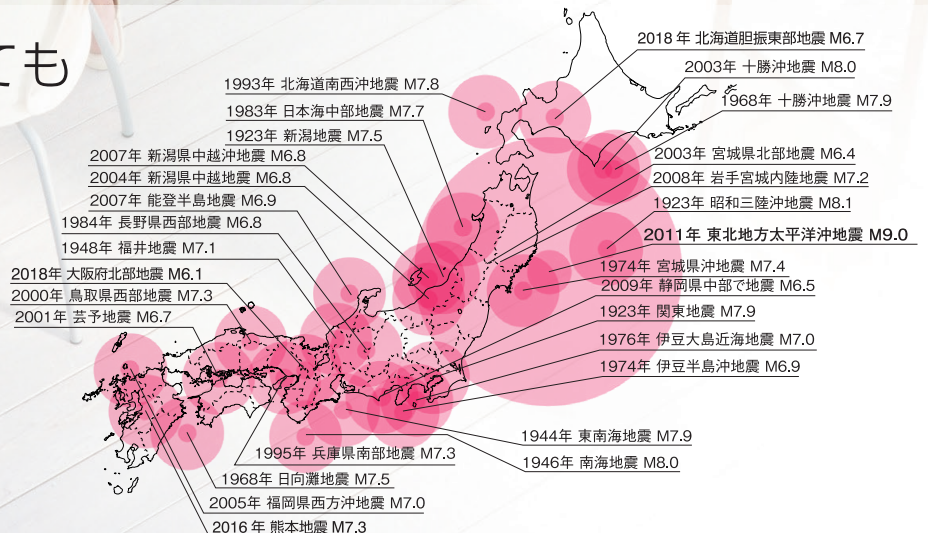 ても
2018年 北海道胆振東部地震 M6.7
2003年 十勝沖地震 M8.0
1968年 十勝沖地震 M7.9
1993年 北海道南西沖地震 M7.8
1983年 日本海中部地震 M7.7
1923年 新潟地震 M7.5
2007年 新潟県中越沖地震 M6.8
2004年 新潟県中越地震 M6.8
2007年 能登半島地震 M6.9
1984年 長野県西部地震 M6.8
1948年 福井地震 M7.1
2018年 大阪府北部地震 M6.1
2000年 鳥取県西部地震 M7.3
2001年 芸予地震 M6.7
2003年 宮城県北部地震 M6.4
2008年 岩手宮城内陸地震 M7.2
1923年 昭和三陸沖地震 M8.1
2011年 東北地方太平洋沖地震 M9.0
1974年 宮城県沖地震 M7.4
2009年 静岡県中部で地震 M6.5
1923年 関東地震 M7.9
1976年 伊豆大島近海地震 M7.0
1974年 伊豆半島沖地震 M6.9
1944年 東南海地震 M7.9
1946年 南海地震 M8.0
1995年 兵庫県南部地震 M7.3
1968年 日向灘地震 M7.5
2005年 福岡県西方沖地震 M7.0
2016年 熊本地震 M7.3